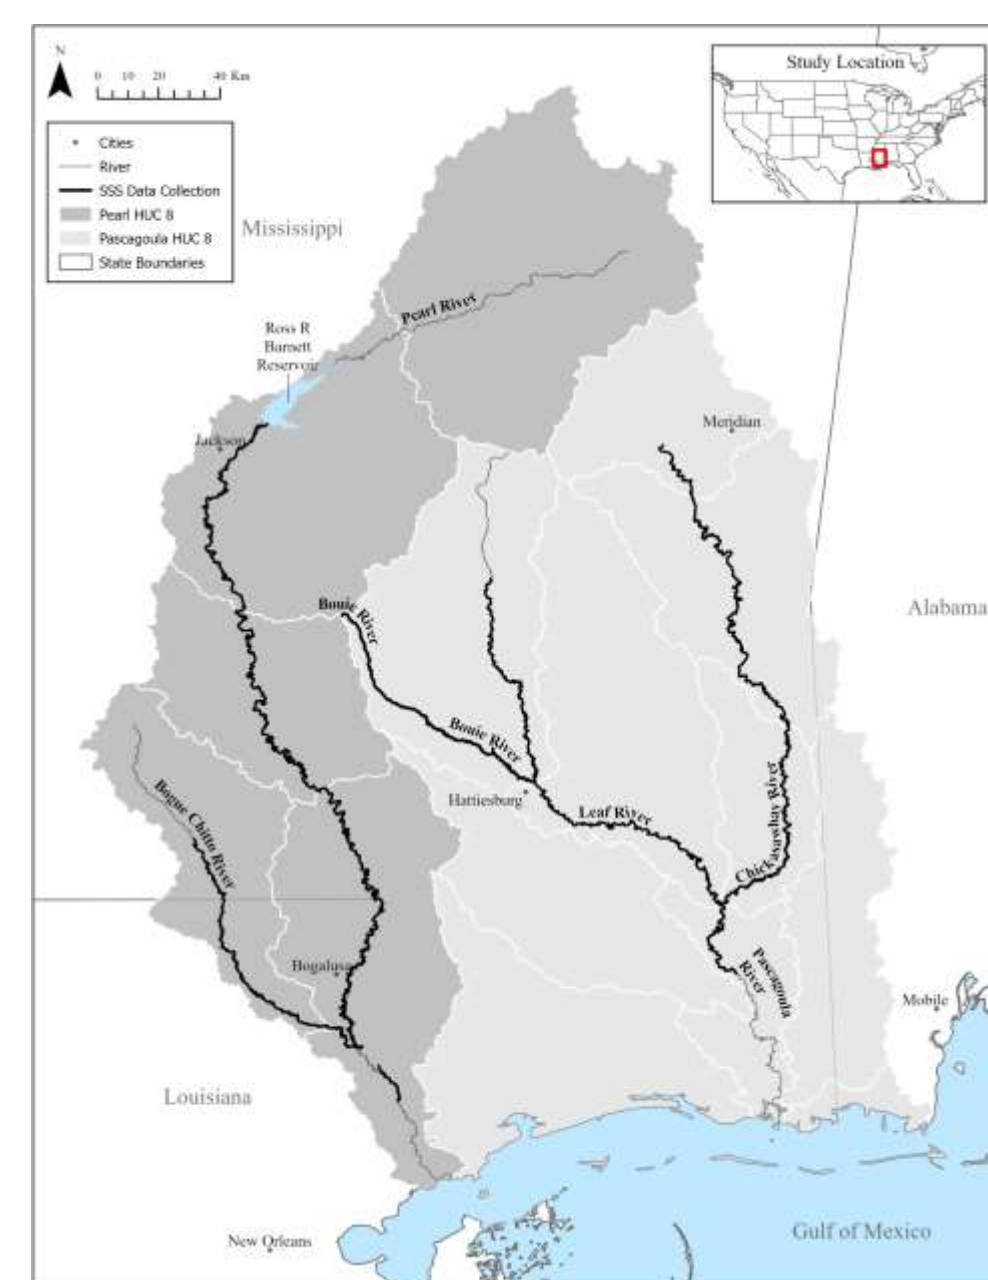 N
0 10 20 40 Km
Study Location
Cities
River
SSS Data Collection
Pearl HUC 8
Pascagoula HUC 8
State Boundaries
Mississippi
Pearl River
Ross R
Barnett
Reservoir
Jackson
Meridian
Bouie River
Alabama
Bouie River
Hattiesburg
Leaf River
Chickasawhay River
Bogue Chitto River
Bogalusa
Pascagoula
River
Mobile
Louisiana
New Orleans
Gulf of Mexico